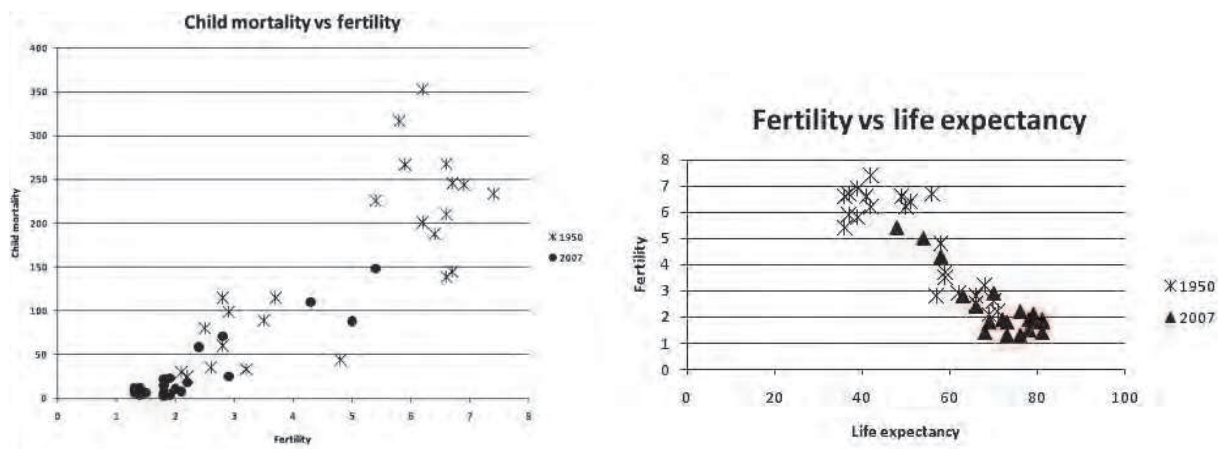 Child mortality vs fertility
400
350
300
250
200
150
100
50
0
Child mortality
0 1 2 3 4 5 6 7 8
Fertility
1950
2007
Fertility vs life expectancy
8
7
6
5
4
3
2
1
0
Fertility
0 20 40 60 80 100
Life expectancy
1950
2007